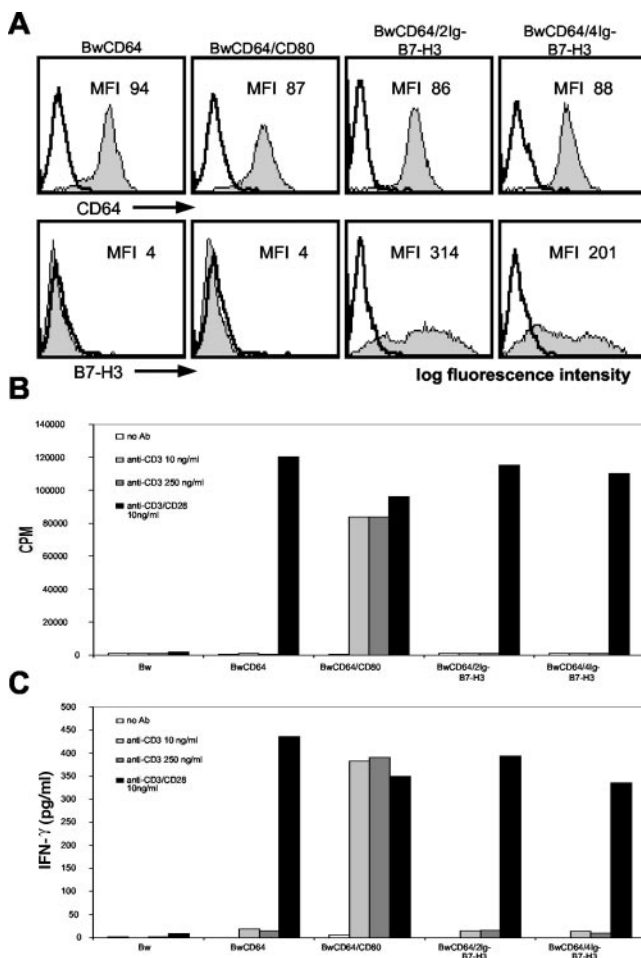 A
BwCD64
BwCD64/CD80
BwCD64/2Ig-
B7-H3
BwCD64/4Ig-
B7-H3
MFI 94
MFI 87
MFI 86
MFI 88
CD64
MFI 4
MFI 4
MFI 314
MFI 201
B7-H3
log fluorescence intensity
B
140000
120000
100000
80000
60000
40000
20000
0
CPM
no Ab
anti-CD3 10 ng/ml
anti-CD3 250 ng/ml
anti-CD3/CD28
10ng/ml
Bw
BwCD64
BwCD64/CD80
BwCD64/2Ig-
B7-H3
BwCD64/4Ig-
B7-H3
C
500
450
400
350
300
250
200
150
100
50
0
IFN-γ (pg/ml)
no Ab
anti-CD3 10 ng/ml
anti-CD3 250 ng/ml
anti-CD3/CD28
10ng/ml
Bw
BwCD64
BwCD64/CD80
BwCD64/2Ig-
B7-H3
BwCD64/4Ig-
B7-H3